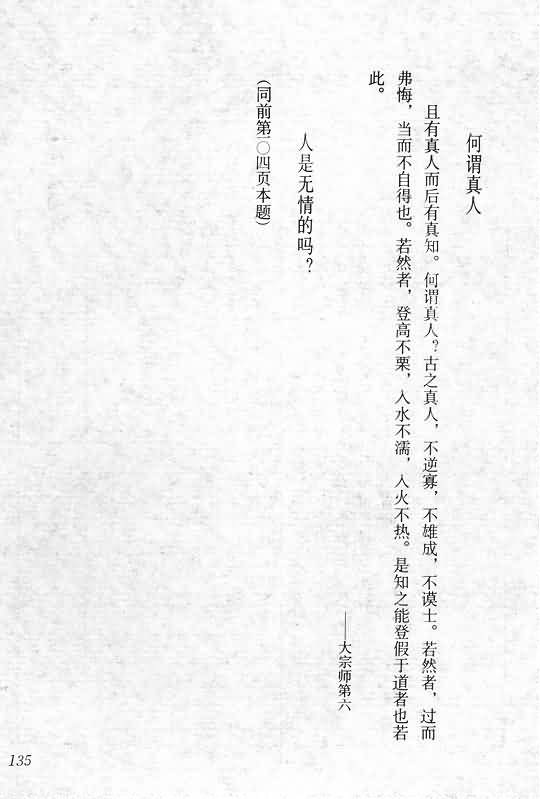 何谓真人
且有真人而后有真知。何谓真人？古之真人，不逆寡，不雄成，不谟士。若然者，过而
弗悔，当而不自得也。若然者，登高不栗，入水不濡，入火不热。是知之能登假于道者也若
此。
——大宗师第六
人是无情的吗？
（同前第一〇四页本题）
135